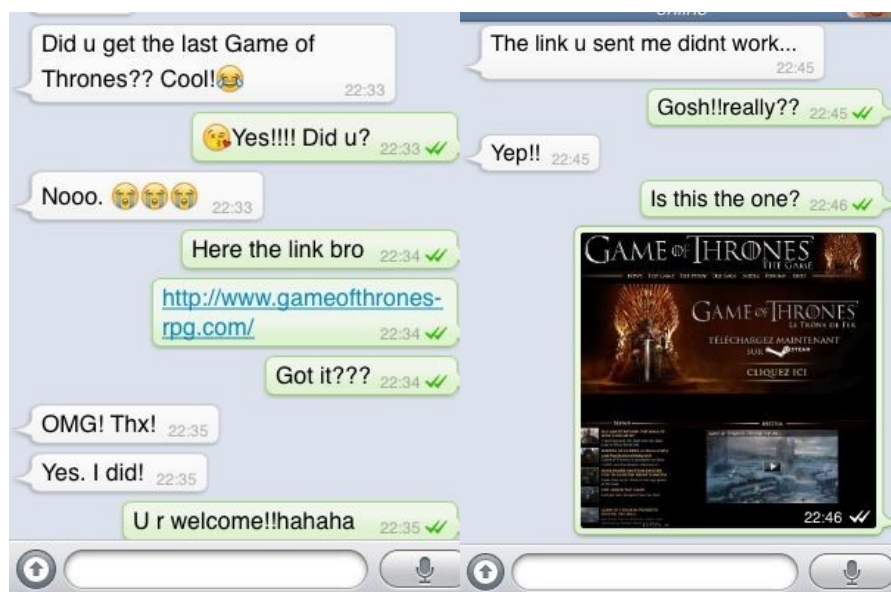 Did u get the last Game of
Thrones?? Cool!😂
22:33
😘Yes!!!! Did u?
22:33
Nooo. 😭😭😭
22:33
Here the link bro
22:34
http://www.gameofthrones-
rpg.com/
22:34
Got it???
22:34
OMG! Thx!
22:35
Yes. I did!
22:35
U r welcome!!hahaha
22:35
The link u sent me didnt work...
22:45
Gosh!!really??
22:45
Yep!!
22:45
Is this the one?
22:46
GAME OF THRONES
THE GAME
GAME OF THRONES
LE TRÔNE DE FER
TÉLÉCHARGEZ MAINTENANT
SUR STEAM
CLIQUEZ ICI
NEWS
MEDIA
22:46